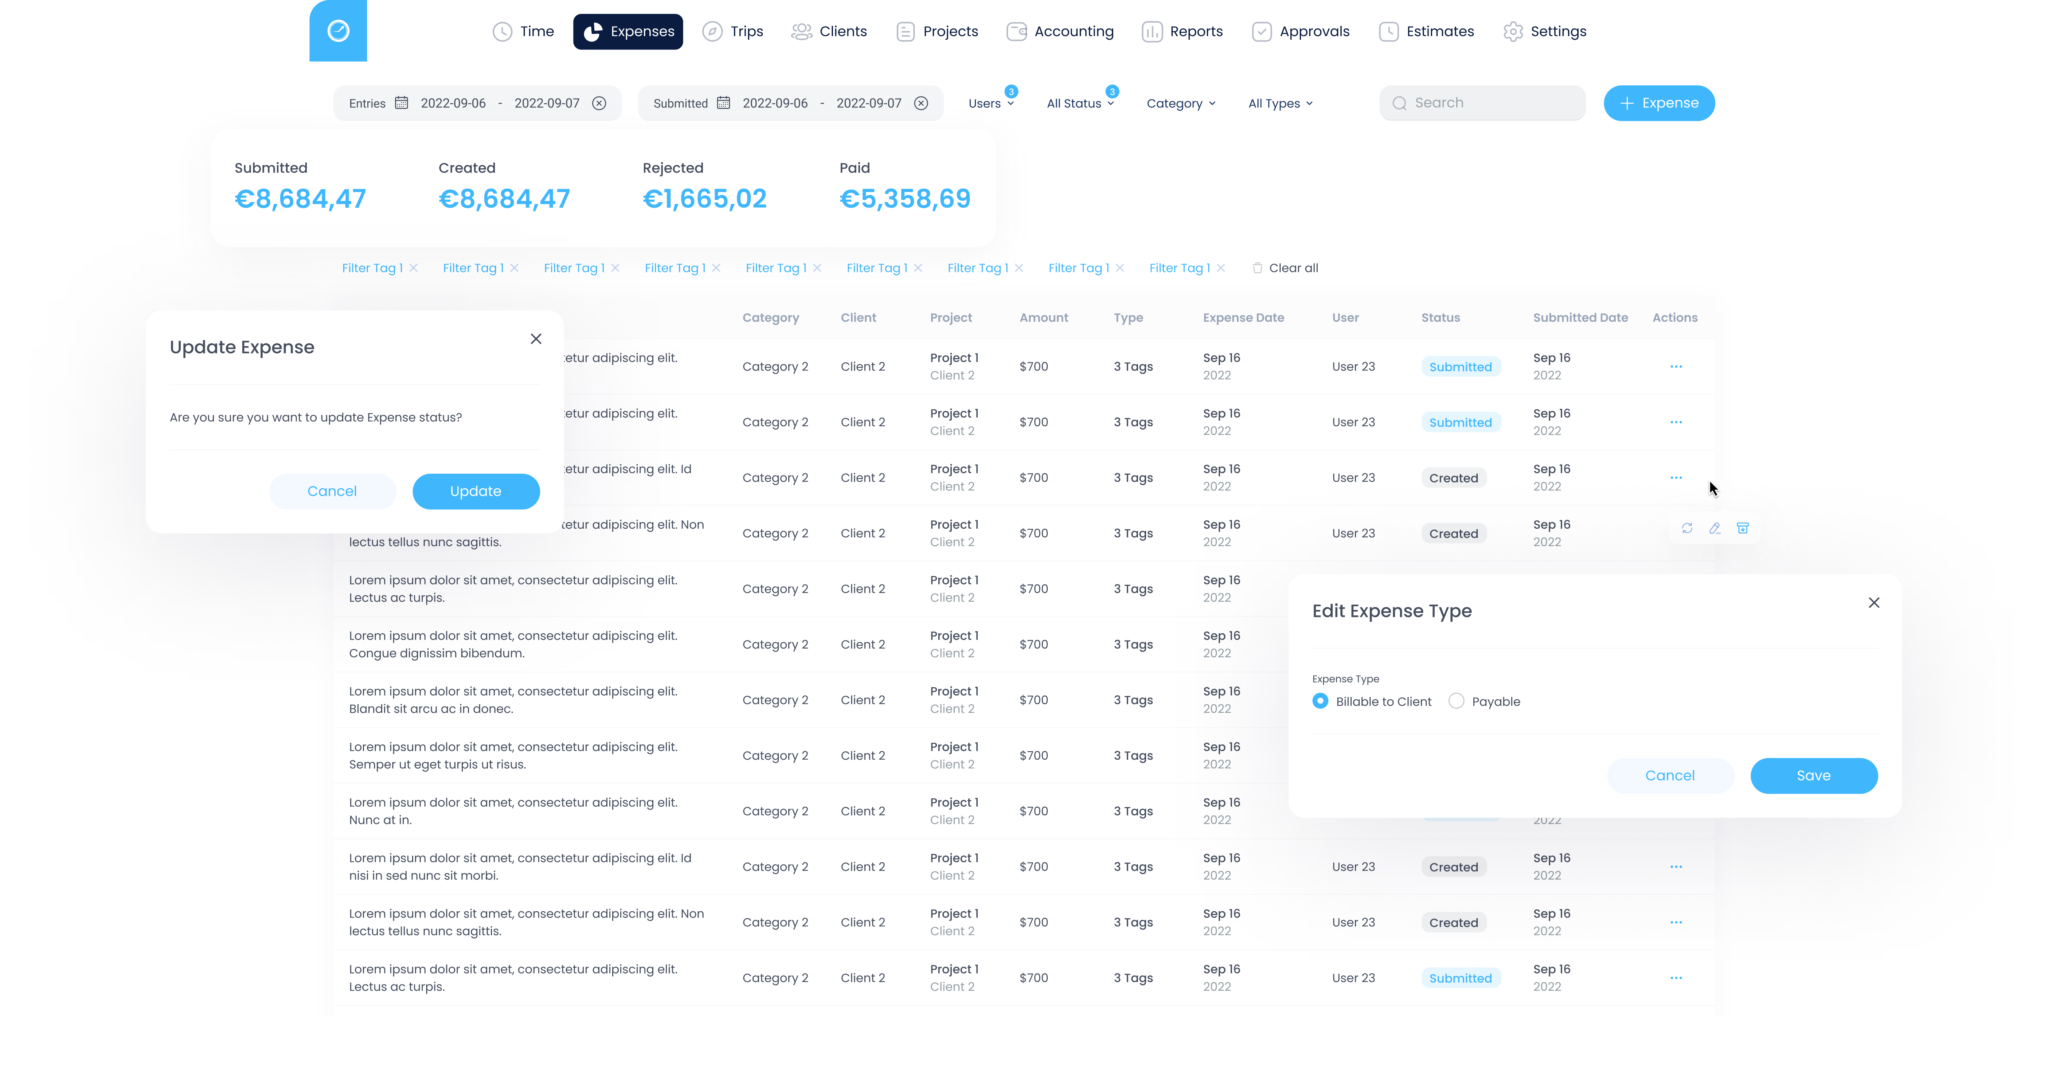 Time Expenses Trips Clients Projects Accounting Reports Approvals Estimates Settings
Entries 2022-09-06 - 2022-09-07 Submitted 2022-09-06 - 2022-09-07 Users 3 All Status 3 Category All Types Search + Expense
Submitted Created Rejected Paid
€8,684,47 €8,684,47 €1,665,02 €5,358,69
Filter Tag 1 Filter Tag 1 Filter Tag 1 Filter Tag 1 Filter Tag 1 Filter Tag 1 Filter Tag 1 Filter Tag 1 Filter Tag 1 Clear all
Update Expense
Are you sure you want to update Expense status?
Cancel Update
Category Client Project Amount Type Expense Date User Status Submitted Date Actions
adipiscing elit. Project 1 Sep 16 Sep 16
Category 2 Client 2 $700 3 Tags User 23 Submitted ...
Client 2 2022 2022
adipiscing elit. Project 1 Sep 16 Sep 16
Category 2 Client 2 $700 3 Tags User 23 Submitted ...
Client 2 2022 2022
adipiscing elit. Id Project 1 Sep 16 Sep 16
Category 2 Client 2 $700 3 Tags User 23 Created ...
Client 2 2022 2022
adipiscing elit. Non Project 1 Sep 16 Sep 16
Category 2 Client 2 $700 3 Tags User 23 Created
lectus tellus nunc sagittis. Client 2 2022 2022
Lorem ipsum dolor sit amet, consectetur adipiscing elit. Project 1 Sep 16
Category 2 Client 2 $700 3 Tags
Lectus ac turpis. Client 2 2022
Lorem ipsum dolor sit amet, consectetur adipiscing elit. Project 1 Sep 16
Category 2 Client 2 $700 3 Tags
Congue dignissim bibendum. Client 2 2022
Lorem ipsum dolor sit amet, consectetur adipiscing elit. Project 1 Sep 16
Category 2 Client 2 $700 3 Tags
Blandit sit arcu ac in donec. Client 2 2022
Lorem ipsum dolor sit amet, consectetur adipiscing elit. Project 1 Sep 16
Category 2 Client 2 $700 3 Tags
Semper ut eget turpis ut risus. Client 2 2022
Lorem ipsum dolor sit amet, consectetur adipiscing elit. Project 1 Sep 16
Category 2 Client 2 $700 3 Tags
Nunc at in. Client 2 2022 2022
Lorem ipsum dolor sit amet, consectetur adipiscing elit. Id Project 1 Sep 16 Sep 16
Category 2 Client 2 $700 3 Tags User 23 Created ...
nisi in sed nunc sit morbi. Client 2 2022 2022
Lorem ipsum dolor sit amet, consectetur adipiscing elit. Non Project 1 Sep 16 Sep 16
Category 2 Client 2 $700 3 Tags User 23 Created ...
lectus tellus nunc sagittis. Client 2 2022 2022
Lorem ipsum dolor sit amet, consectetur adipiscing elit. Project 1 Sep 16 Sep 16
Category 2 Client 2 $700 3 Tags User 23 Submitted ...
Lectus ac turpis. Client 2 2022 2022
Edit Expense Type
Expense Type
Billable to Client Payable
Cancel Save